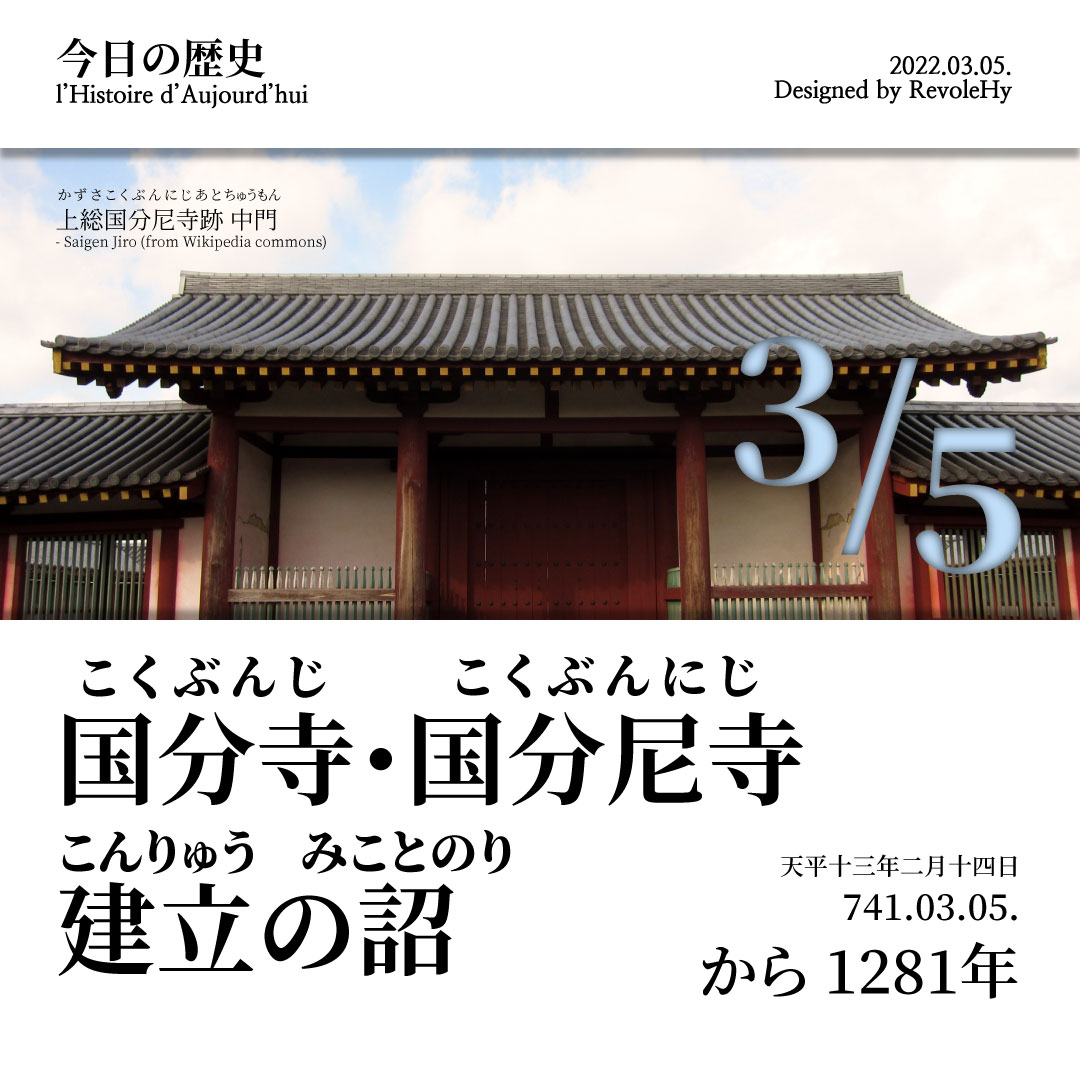 今日の歴史
l'Histoire d'Aujourd'hui
2022.03.05.
Designed by RevoleHy
かずさこくぶんにじあとちゅうもん
上総国分尼寺跡 中門
- Saigen Jiro (from Wikipedia commons)
3/5
こくぶんじ こくぶんにじ
国分寺・国分尼寺
こんりゅう みことのり
建立の詔
天平十三年二月十四日
741.03.05.
から 1281年